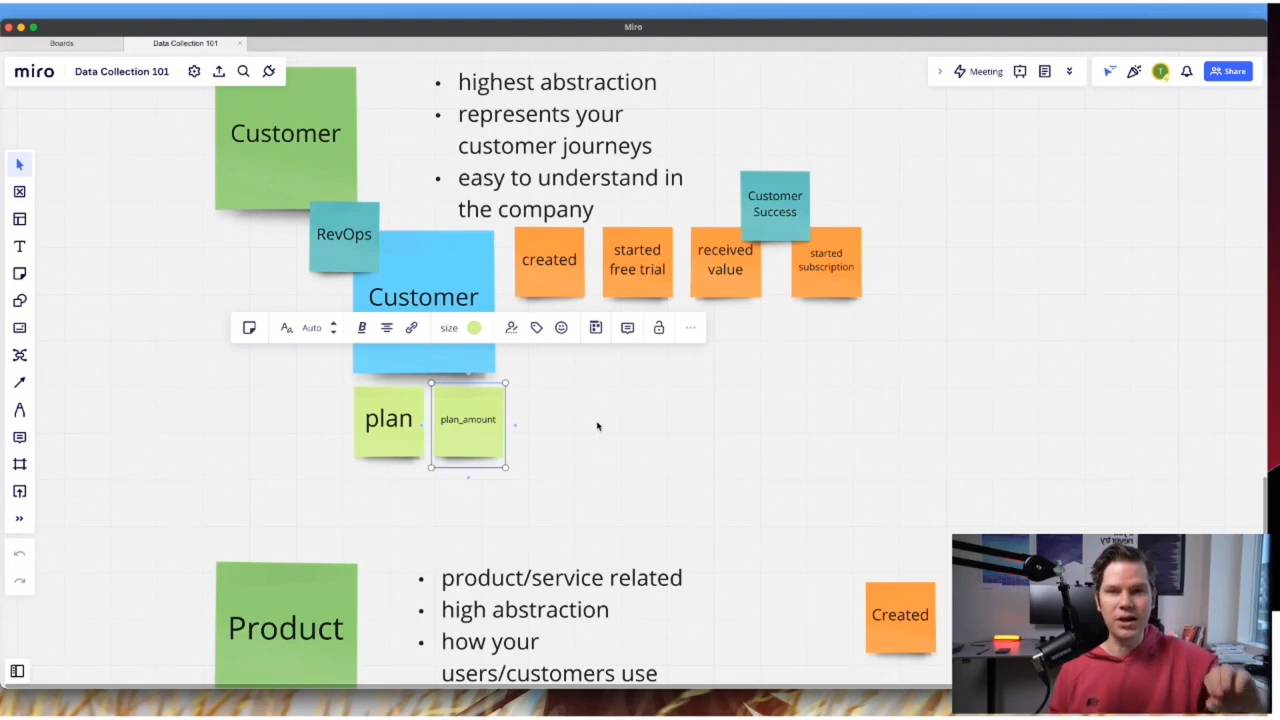 Miro
Boards
Data Collection 101
miro
Data Collection 101
Meeting
Share
Customer
highest abstraction
represents your
customer journeys
easy to understand in
the company
Customer
Success
RevOps
Customer
created
started
free trial
received
value
started
subscription
Auto
B
size
plan
plan_amount
Product
product/service related
high abstraction
how your
users/customers use
Created